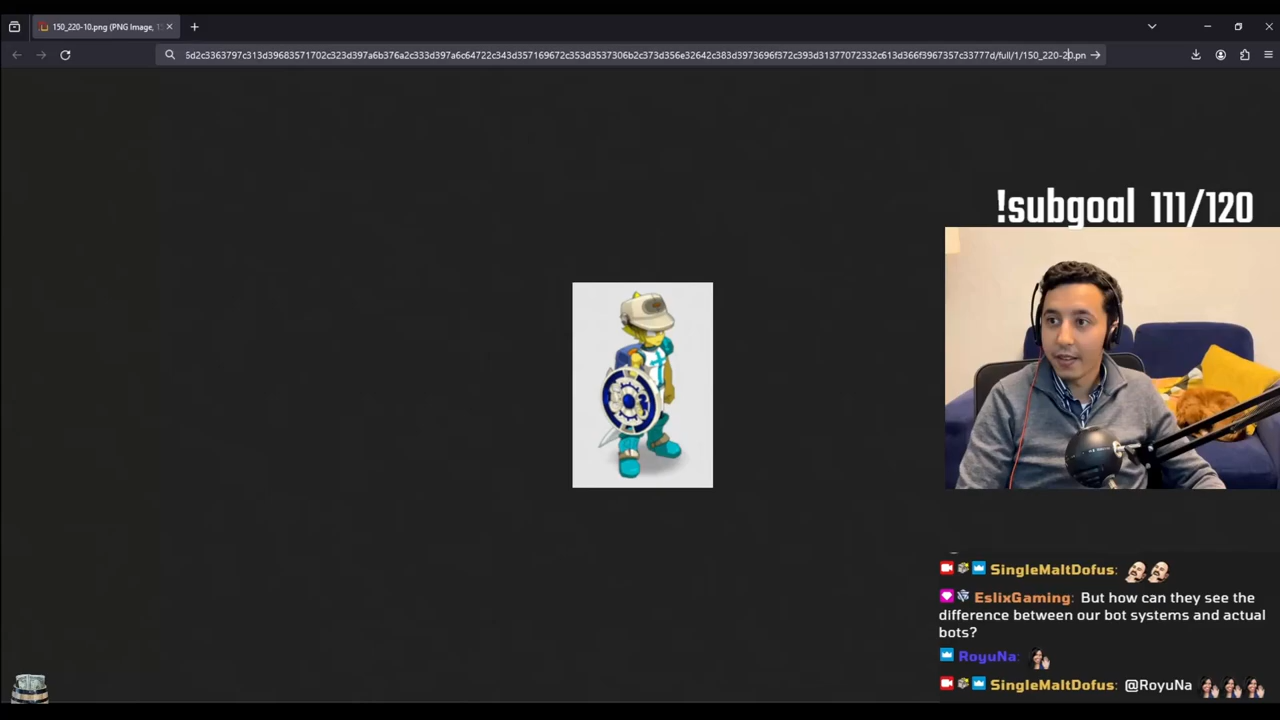 150_220-10.png (PNG Image, 1
5d2c3363797c313d39683571702c323d397a6b376a2c333d397a6c64722c343d357169672c353d3537306b2c373d356e32642c383d3973696f372c393d31377072332c613d366f3967357c33777d/full/1/150_220-20.pn
!subgoal 111/120
SingleMaltDofus:
EslixGaming: But how can they see the
difference between our bot systems and actual
bots?
RoyuNa:
SingleMaltDofus: @RoyuNa